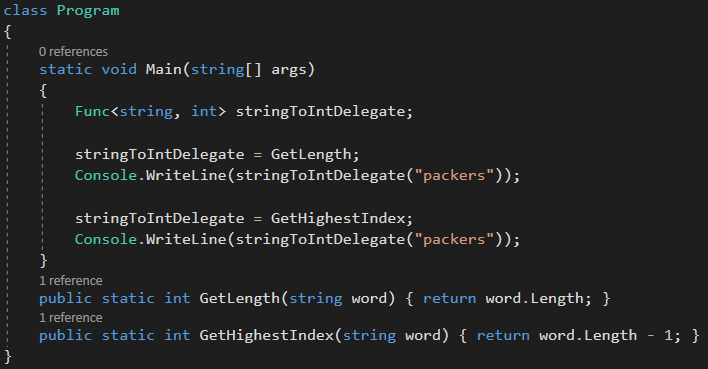 class Program
{
0 references
static void Main(string[] args)
{
Func<string, int> stringToIntDelegate;
stringToIntDelegate = GetLength;
Console.WriteLine(stringToIntDelegate("packers"));
stringToIntDelegate = GetHighestIndex;
Console.WriteLine(stringToIntDelegate("packers"));
}
1 reference
public static int GetLength(string word) { return word.Length; }
1 reference
public static int GetHighestIndex(string word) { return word.Length - 1; }
}